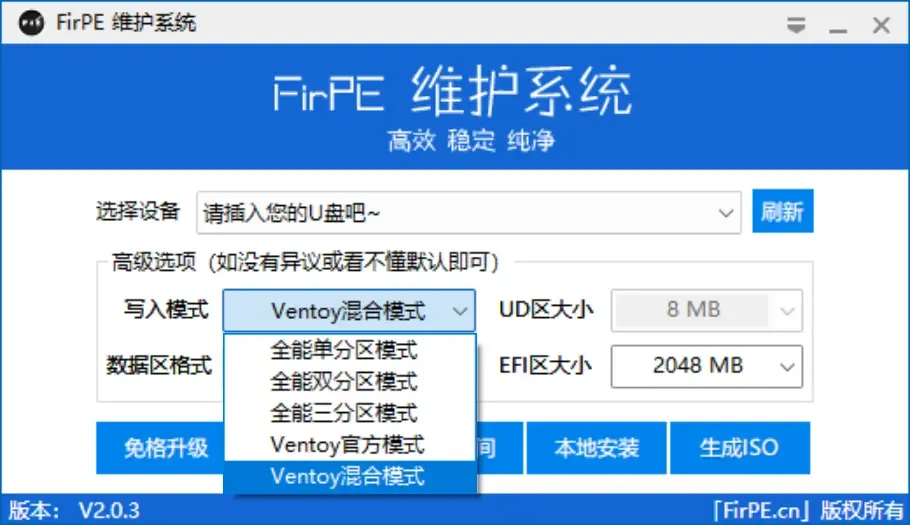 FirPE 维护系统
FirPE 维护系统
高效 稳定 纯净
选择设备 请插入您的U盘吧~ 刷新
高级选项（如没有异议或看不懂默认即可）
写入模式 Ventoy混合模式 UD区大小 8 MB
全能单分区模式
数据区格式 EFI区大小 2048 MB
全能双分区模式
全能三分区模式
Ventoy官方模式
免格升级 间 本地安装 生成ISO
Ventoy混合模式
版本： V2.0.3 「FirPE.cn」版权所有